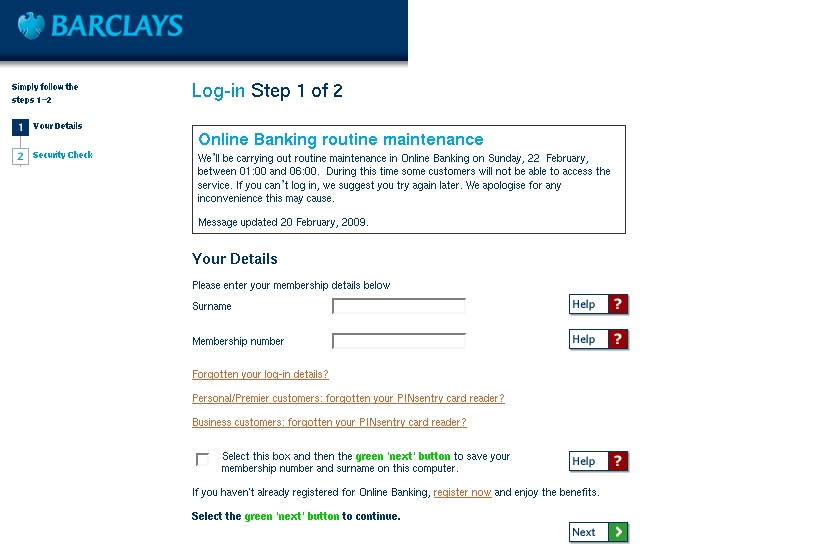 BARCLAYS
Simply follow the
steps 1-2
1 Your Details
2 Security Check
Log-in Step 1 of 2
Online Banking routine maintenance
We'll be carrying out routine maintenance in Online Banking on Sunday, 22 February,
between 01:00 and 06:00. During this time some customers will not be able to access the
service. If you can't log in, we suggest you try again later. We apologise for any
inconvenience this may cause.
Message updated 20 February, 2009.
Your Details
Please enter your membership details below
Surname
Help ?
Membership number
Help ?
Forgotten your log-in details?
Personal/Premier customers: forgotten your PINsentry card reader?
Business customers: forgotten your PINsentry card reader?
Select this box and then the green 'next' button to save your
membership number and surname on this computer.
Help ?
If you haven't already registered for Online Banking, register now and enjoy the benefits.
Select the green 'next' button to continue.
Next >